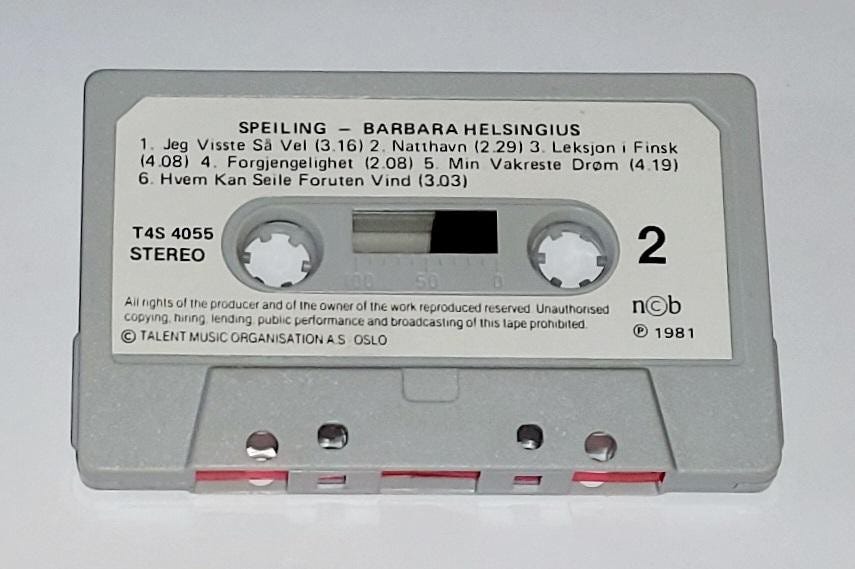 SPEILING – BARBARA HELSINGIUS
1. Jeg Visste Så Vel (3.16) 2. Natthavn (2.29) 3. Leksjon i Finsk
(4.08) 4. Forgjengelighet (2.08) 5. Min Vakreste Drøm (4.19)
6. Hvem Kan Seile Foruten Vind (3.03)
T4S 4055
STEREO
2
100 50 0
All rights of the producer and of the owner of the work reproduced reserved. Unauthorised
copying, hiring, lending, public performance and broadcasting of this tape prohibited.
© TALENT MUSIC ORGANISATION A.S OSLO
n©b
℗ 1981